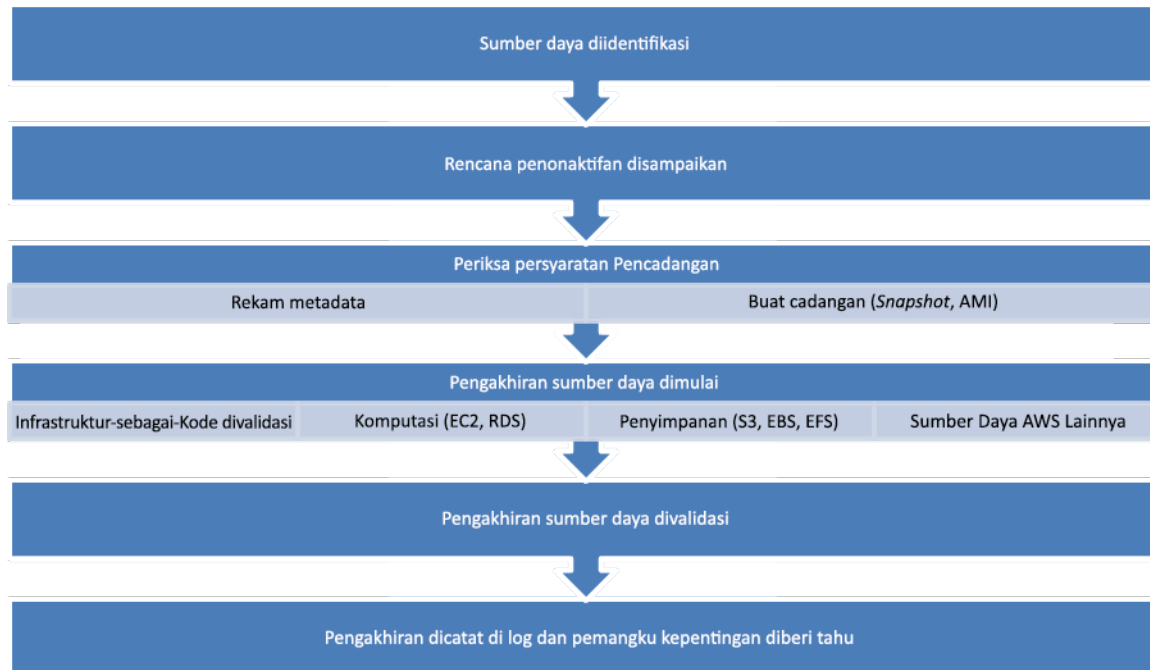 Sumber daya diidentifikasi
Rencana penonaktifan disampaikan
Periksa persyaratan Pencadangan
Rekam metadata
Buat cadangan (Snapshot, AMI)
Pengakhiran sumber daya dimulai
Infrastruktur-sebagai-Kode divalidasi
Komputasi (EC2, RDS)
Penyimpanan (S3, EBS, EFS)
Sumber Daya AWS Lainnya
Pengakhiran sumber daya divalidasi
Pengakhiran dicatat di log dan pemangku kepentingan diberi tahu